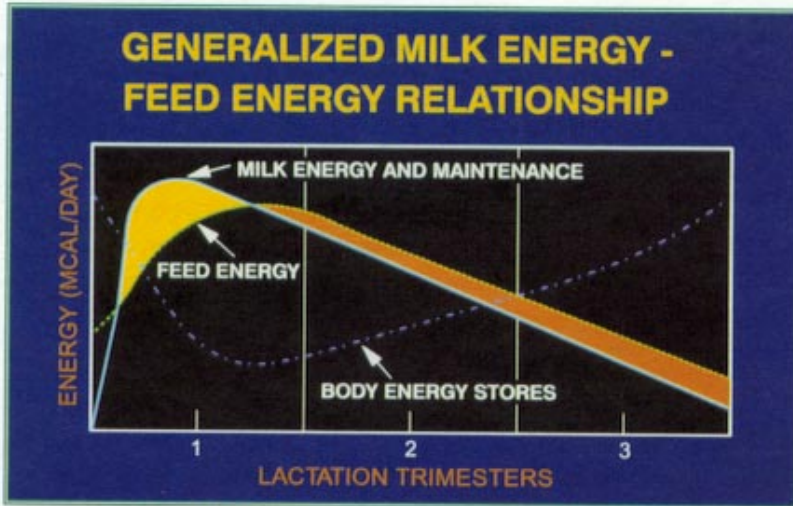 GENERALIZED MILK ENERGY -
FEED ENERGY RELATIONSHIP
MILK ENERGY AND MAINTENANCE
FEED ENERGY
BODY ENERGY STORES
ENERGY (MCAL/DAY)
1 2 3
LACTATION TRIMESTERS